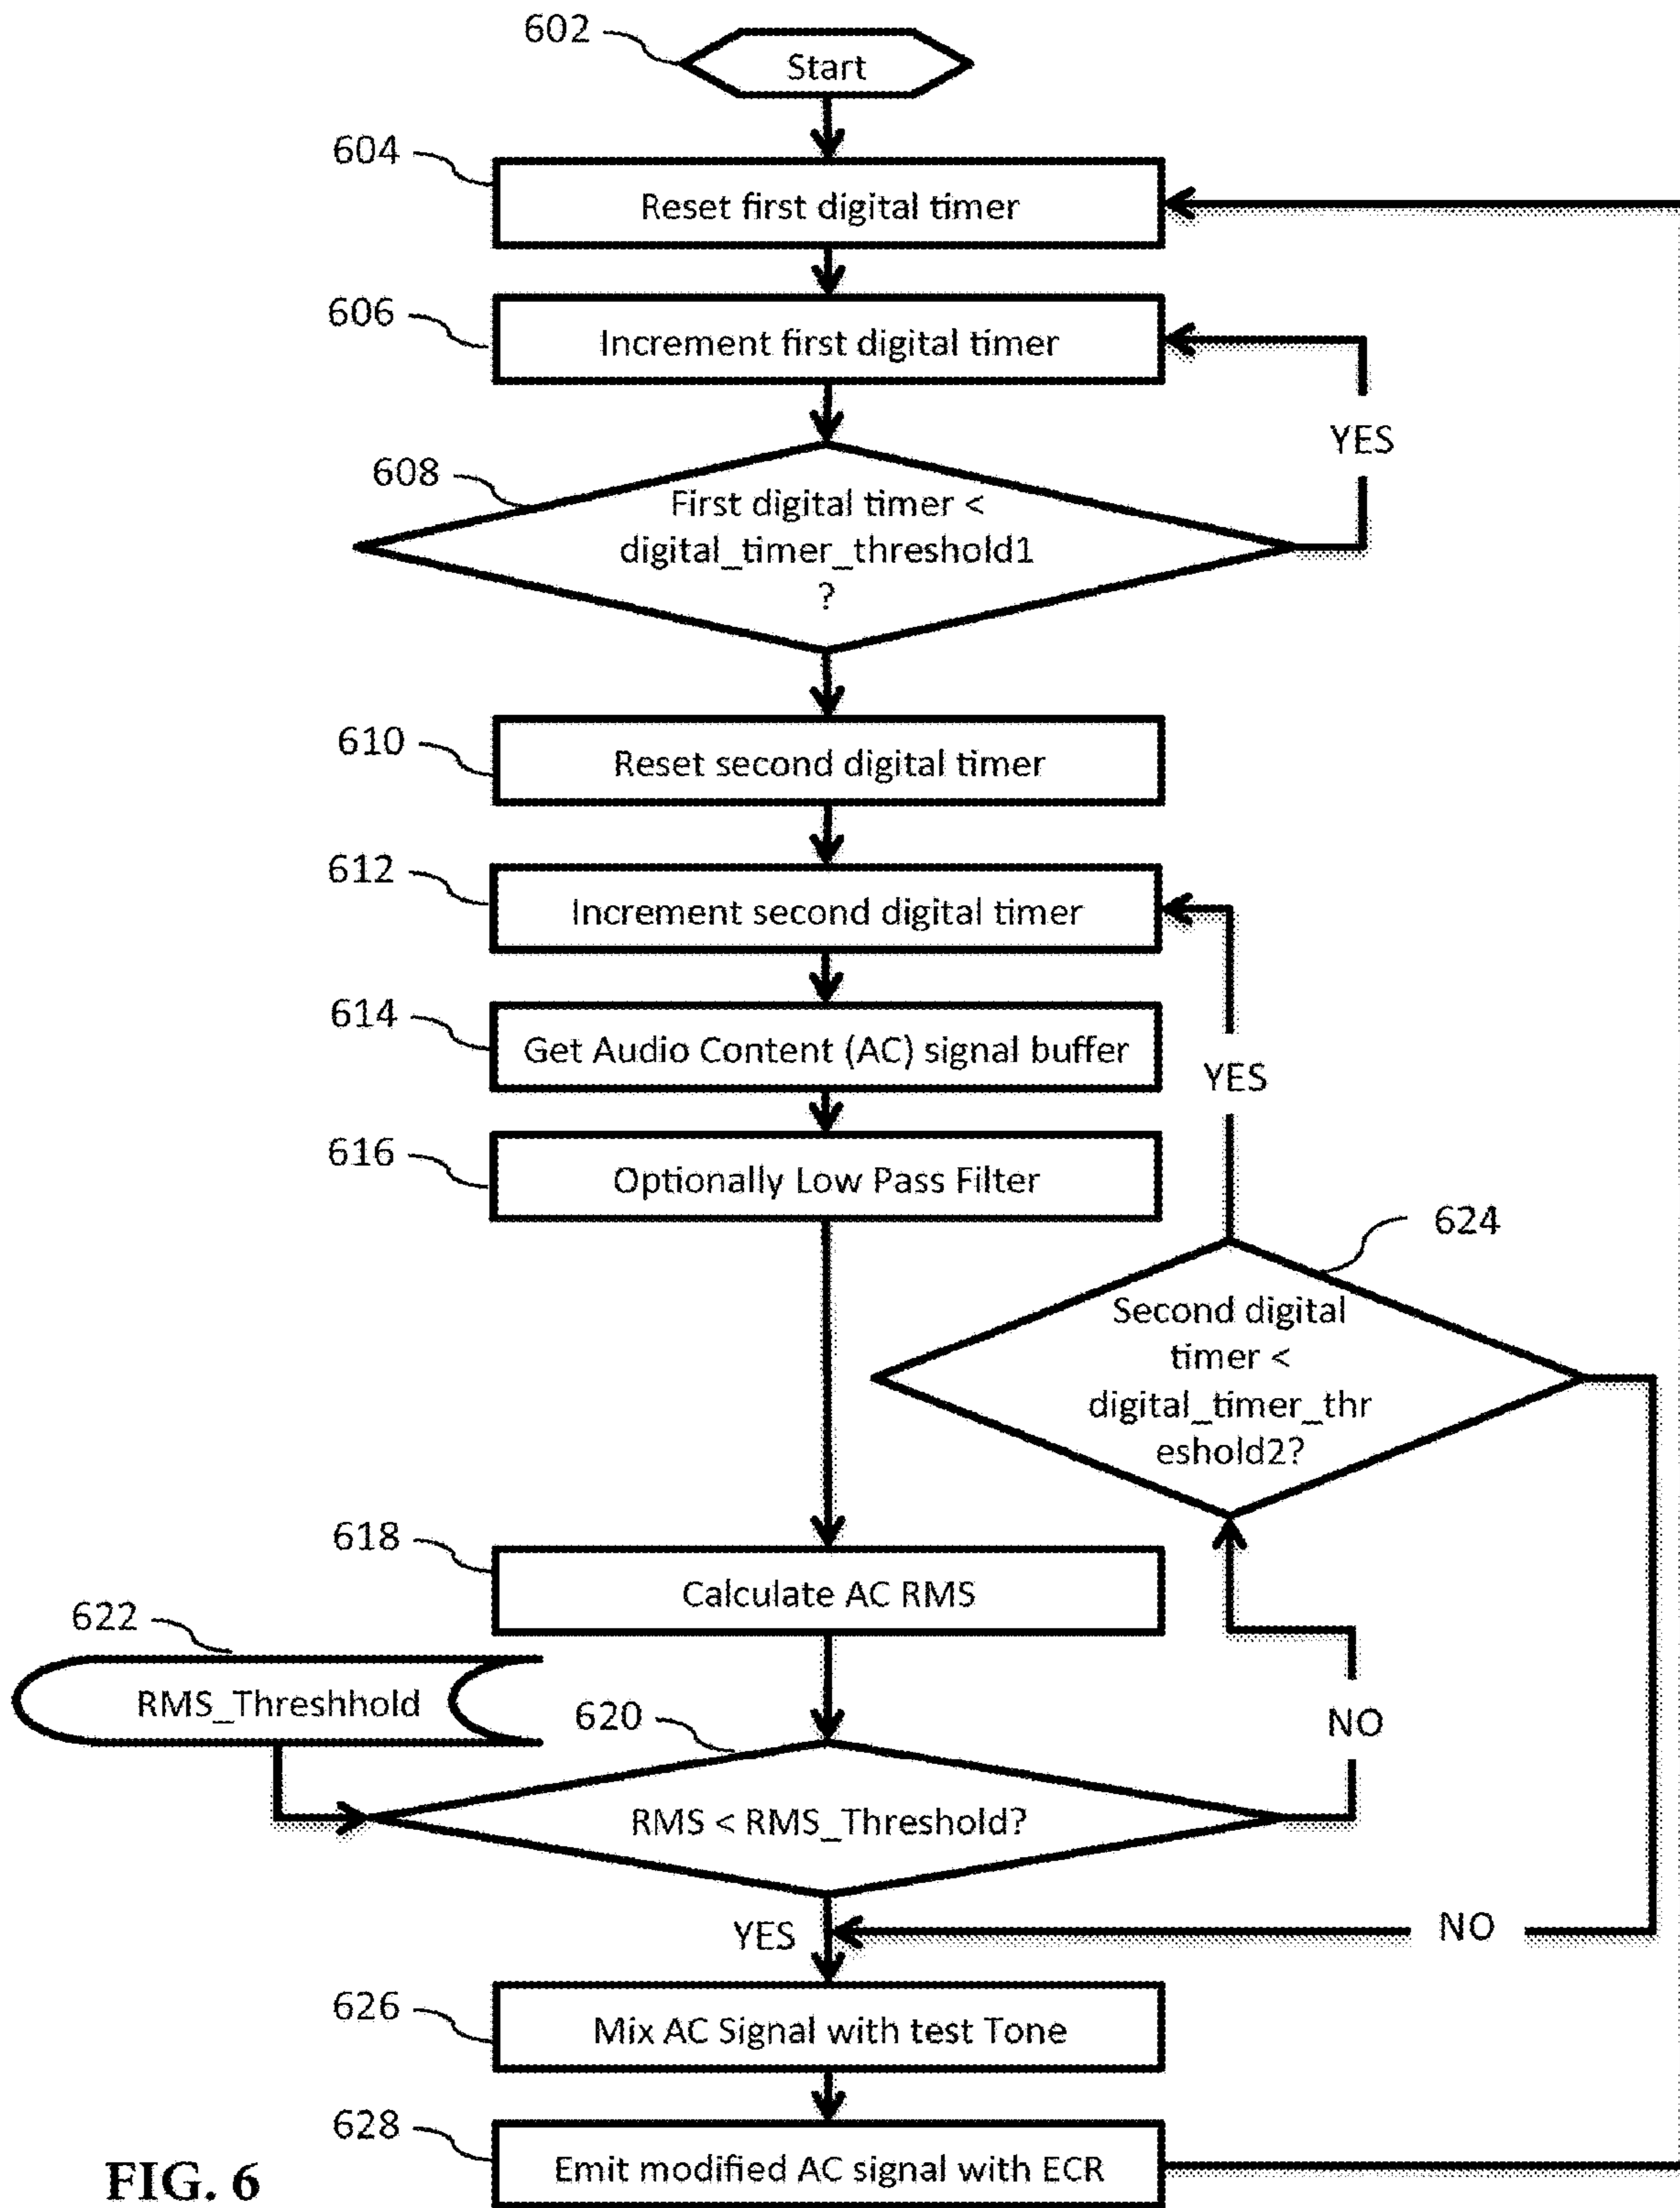 602
Start
604
Reset first digital timer
606
Increment first digital timer
YES
608
First digital timer <
digital_timer_threshold1
?
610
Reset second digital timer
612
Increment second digital timer
614
Get Audio Content (AC) signal buffer
YES
616
Optionally Low Pass Filter
624
Second digital
timer <
digital_timer_thr
eshold2?
618
Calculate AC RMS
622
RMS_Threshhold
620
NO
RMS < RMS_Threshold?
YES
NO
626
Mix AC Signal with test Tone
628
Emit modified AC signal with ECR
FIG. 6